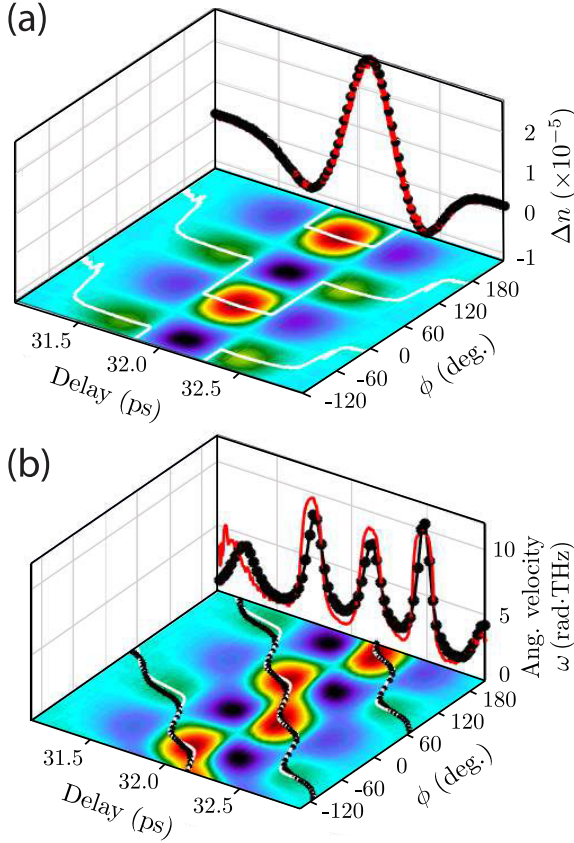 (a)
2
1
0
-1
Δn (×10⁻⁵)
180
120
60
0
-60
-120
ϕ (deg.)
31.5
32.0
32.5
Delay (ps)
(b)
10
5
0
Ang. velocity
ω (rad·THz)
180
120
60
0
-60
-120
ϕ (deg.)
31.5
32.0
32.5
Delay (ps)